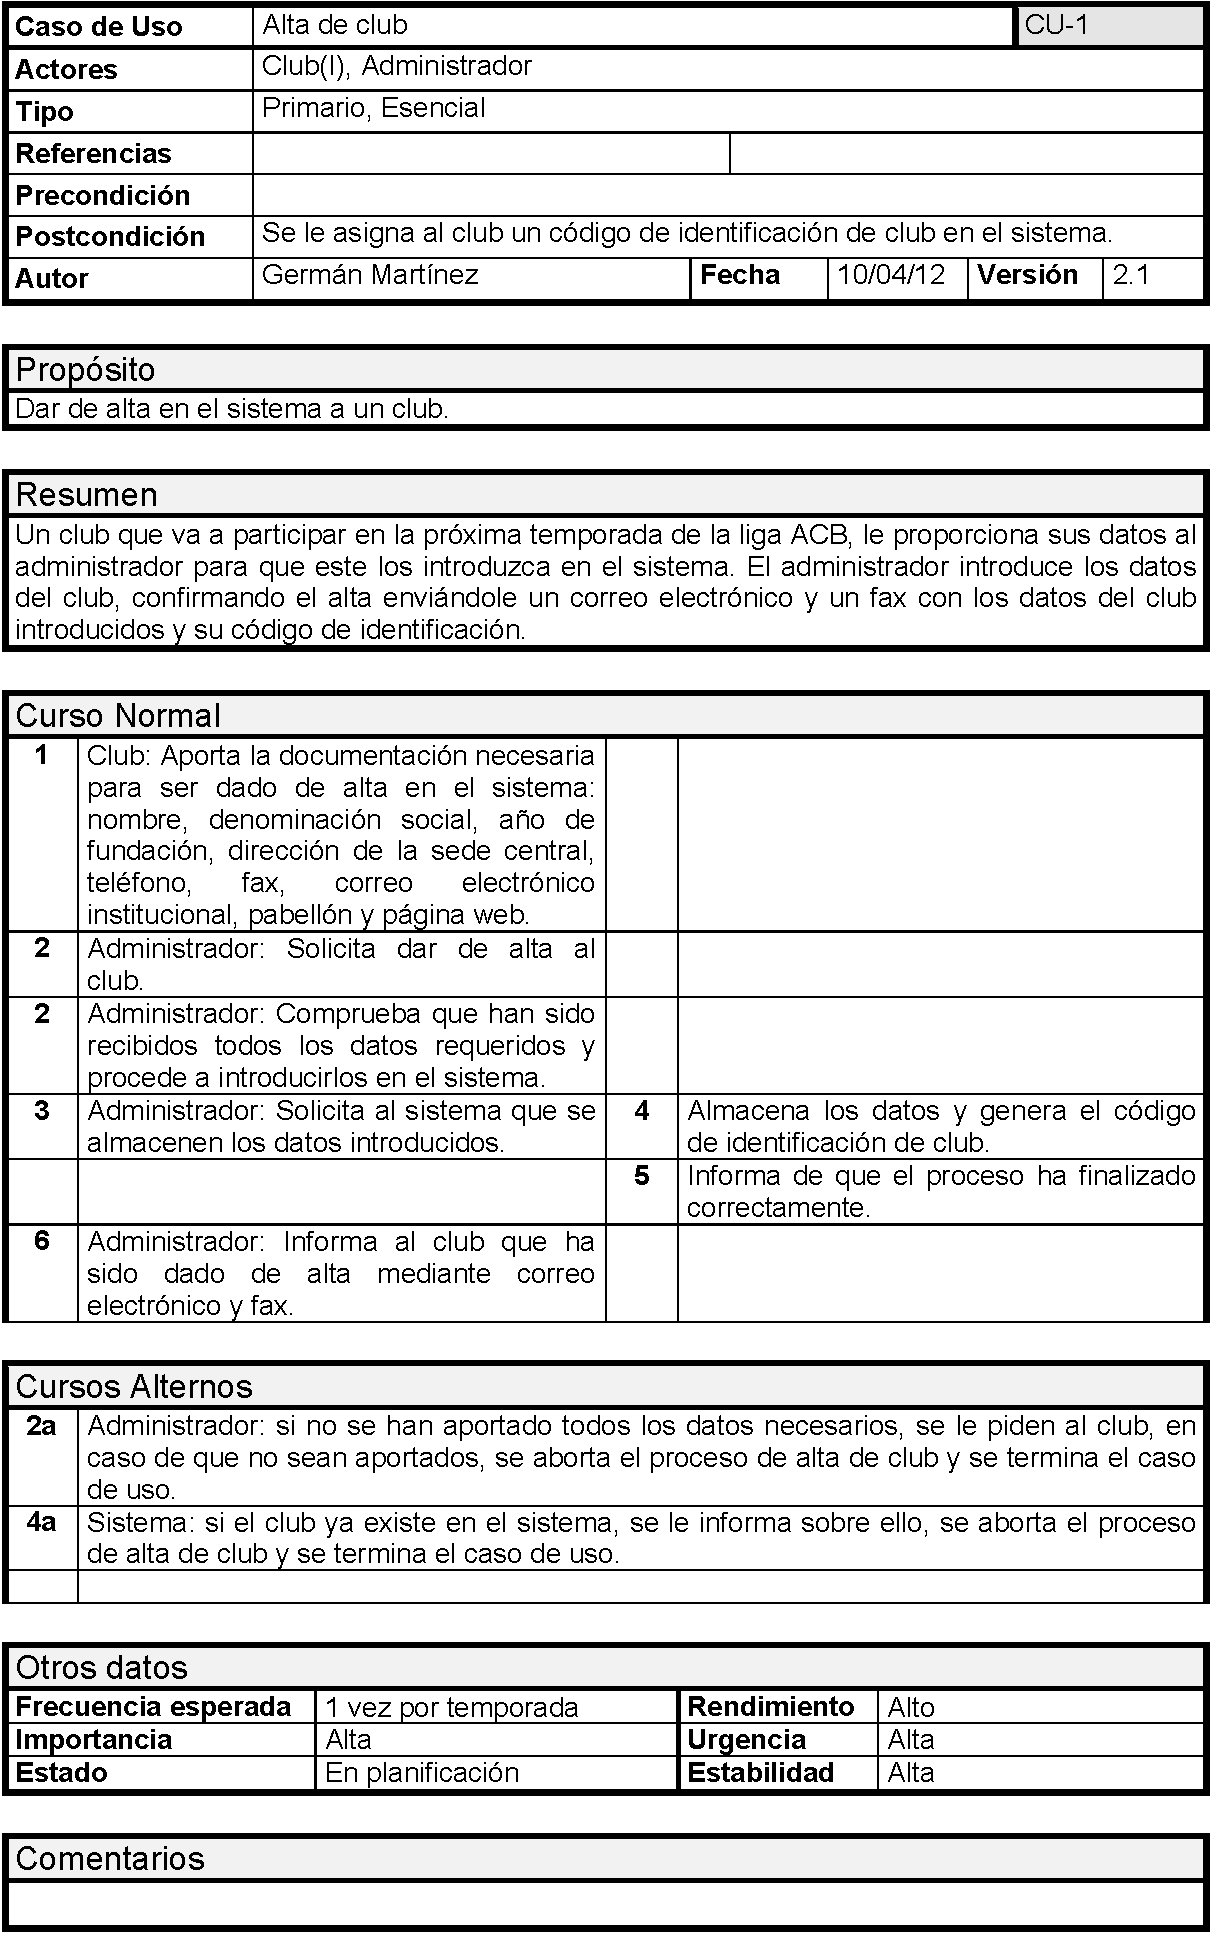 Caso de Uso Alta de club CU-1
Actores Club(I), Administrador
Tipo Primario, Esencial
Referencias
Precondición
Postcondición Se le asigna al club un código de identificación de club en el sistema.
Autor Germán Martínez Fecha 10/04/12 Versión 2.1
Propósito
Dar de alta en el sistema a un club.
Resumen
Un club que va a participar en la próxima temporada de la liga ACB, le proporciona sus datos al
administrador para que este los introduzca en el sistema. El administrador introduce los datos
del club, confirmando el alta enviándole un correo electrónico y un fax con los datos del club
introducidos y su código de identificación.
Curso Normal
1 Club: Aporta la documentación necesaria
para ser dado de alta en el sistema:
nombre, denominación social, año de
fundación, dirección de la sede central,
teléfono, fax, correo electrónico
institucional, pabellón y página web.
2 Administrador: Solicita dar de alta al
club.
2 Administrador: Comprueba que han sido
recibidos todos los datos requeridos y
procede a introducirlos en el sistema.
3 Administrador: Solicita al sistema que se
almacenen los datos introducidos.
4 Almacena los datos y genera el código
de identificación de club.
5 Informa de que el proceso ha finalizado
correctamente.
6 Administrador: Informa al club que ha
sido dado de alta mediante correo
electrónico y fax.
Cursos Alternos
2a Administrador: si no se han aportado todos los datos necesarios, se le piden al club, en
caso de que no sean aportados, se aborta el proceso de alta de club y se termina el caso
de uso.
4a Sistema: si el club ya existe en el sistema, se le informa sobre ello, se aborta el proceso
de alta de club y se termina el caso de uso.
Otros datos
Frecuencia esperada 1 vez por temporada Rendimiento Alto
Importancia Alta Urgencia Alta
Estado En planificación Estabilidad Alta
Comentarios